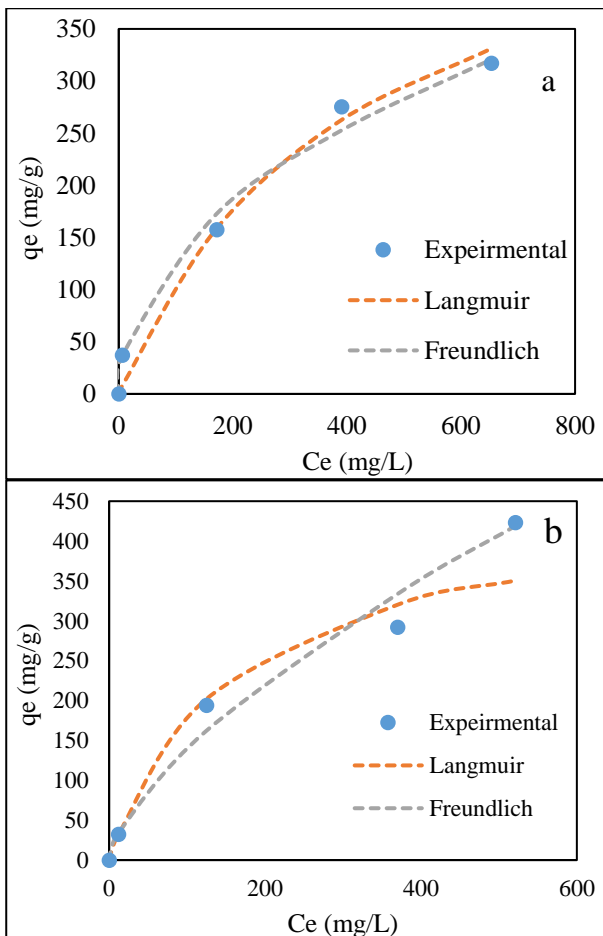 350
300
250
200
150
100
50
0
qe (mg/g)
a
Expeirmental
Langmuir
Freundlich
0 200 400 600 800
Ce (mg/L)
450
400
350
300
250
200
150
100
50
0
qe (mg/g)
b
Expeirmental
Langmuir
Freundlich
0 200 400 600
Ce (mg/L)